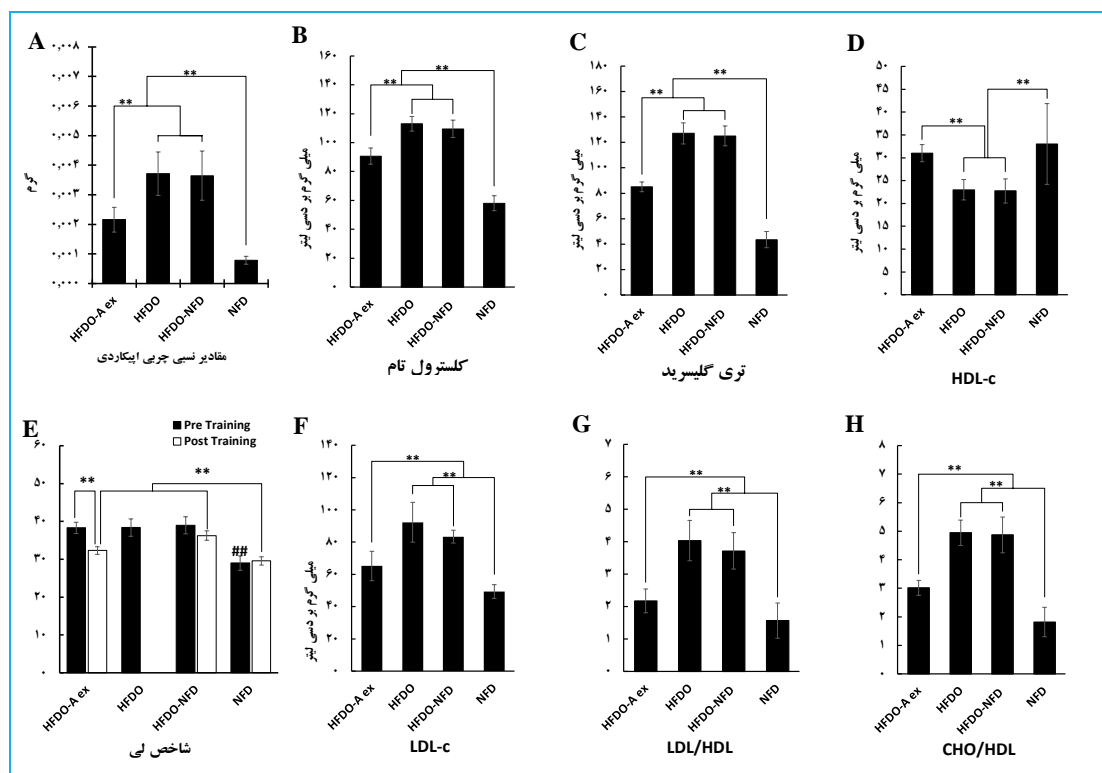 A
۰,۰۰۸
۰,۰۰۷
۰,۰۰۶
۰,۰۰۵
۰,۰۰۴
۰,۰۰۳
۰,۰۰۲
۰,۰۰۱
۰,۰۰۰
گرم
**
**
HFDO-A ex
HFDO
HFDO-NFD
NFD
مقادیر نسبی چربی اپیکاردی
B
۱۶۰
۱۴۰
۱۲۰
۱۰۰
۸۰
۶۰
۴۰
۲۰
۰
میلی گرم بر دسی لیتر
**
**
HFDO-A ex
HFDO
HFDO-NFD
NFD
کلسترول تام
C
۱۸۰
۱۶۰
۱۴۰
۱۲۰
۱۰۰
۸۰
۶۰
۴۰
۲۰
۰
میلی گرم بر دسی لیتر
**
**
HFDO-A ex
HFDO
HFDO-NFD
NFD
تری گلیسرید
D
۵۰
۴۵
۴۰
۳۵
۳۰
۲۵
۲۰
۱۵
۱۰
۵
۰
میلی گرم بر دسی لیتر
**
**
HFDO-A ex
HFDO
HFDO-NFD
NFD
HDL-c
E
Pre Training
Post Training
۶۰
۵۰
۴۰
۳۰
۲۰
۱۰
۰
**
**
##
HFDO-A ex
HFDO
HFDO-NFD
NFD
شاخص لی
F
۱۴۰
۱۲۰
۱۰۰
۸۰
۶۰
۴۰
۲۰
۰
میلی گرم بر دسی لیتر
**
**
HFDO-A ex
HFDO
HFDO-NFD
NFD
LDL-c
G
۷
۶
۵
۴
۳
۲
۱
۰
**
**
HFDO-A ex
HFDO
HFDO-NFD
NFD
LDL/HDL
H
۸
۷
۶
۵
۴
۳
۲
۱
۰
**
**
HFDO-A ex
HFDO
HFDO-NFD
NFD
CHO/HDL